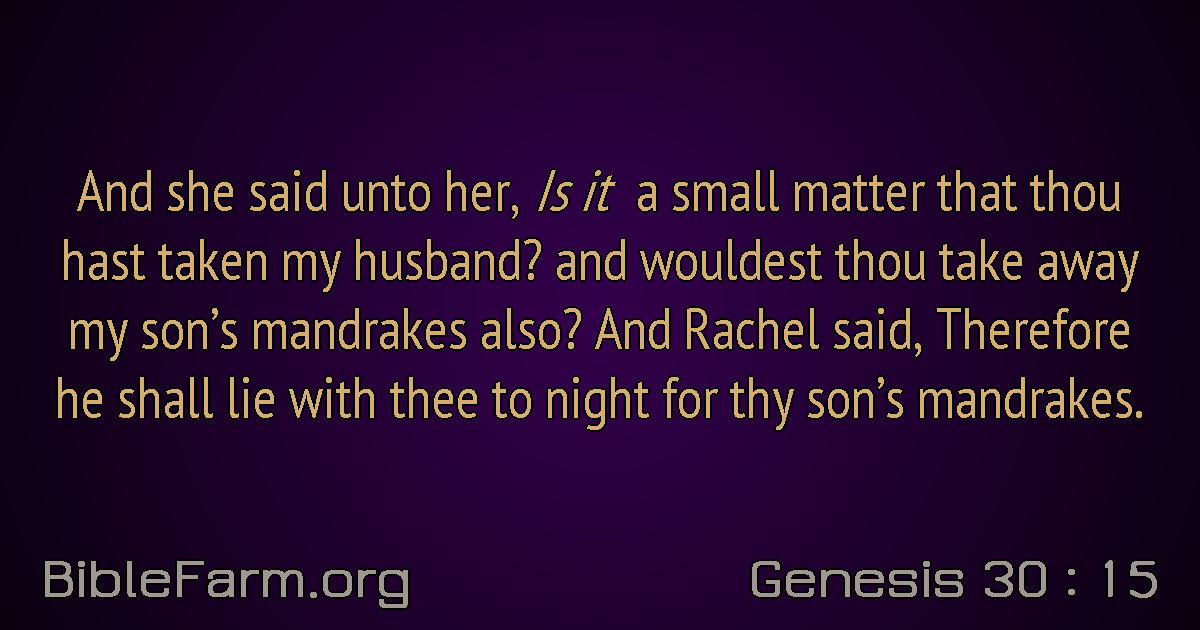 And she said unto her, Is it a small matter that thou
hast taken my husband? and wouldest thou take away
my son’s mandrakes also? And Rachel said, Therefore
he shall lie with thee to night for thy son’s mandrakes.
BibleFarm.org
Genesis 30 : 15